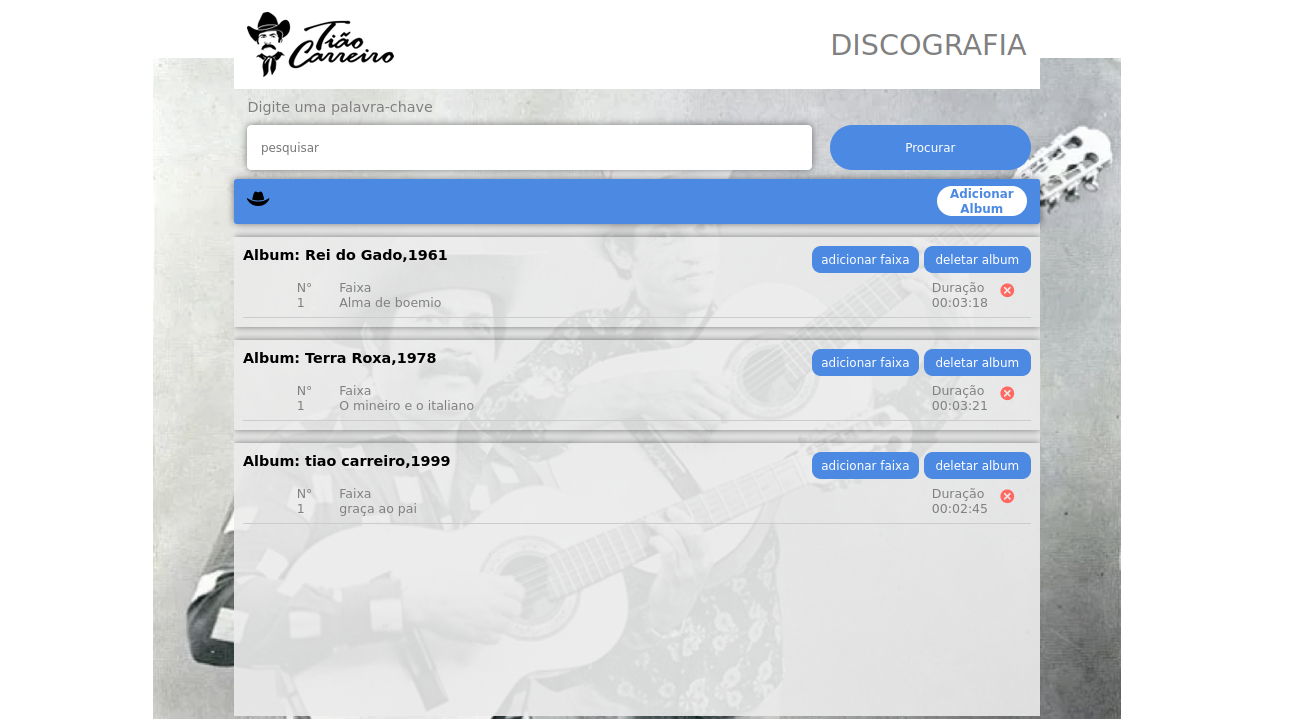 Tião
Carreiro
DISCOGRAFIA
Digite uma palavra-chave
pesquisar
Procurar
Adicionar
Album
Album: Rei do Gado,1961
adicionar faixa
deletar album
N° Faixa Duração
1 Alma de boemio 00:03:18
Album: Terra Roxa,1978
adicionar faixa
deletar album
N° Faixa Duração
1 O mineiro e o italiano 00:03:21
Album: tiao carreiro,1999
adicionar faixa
deletar album
N° Faixa Duração
1 graça ao pai 00:02:45